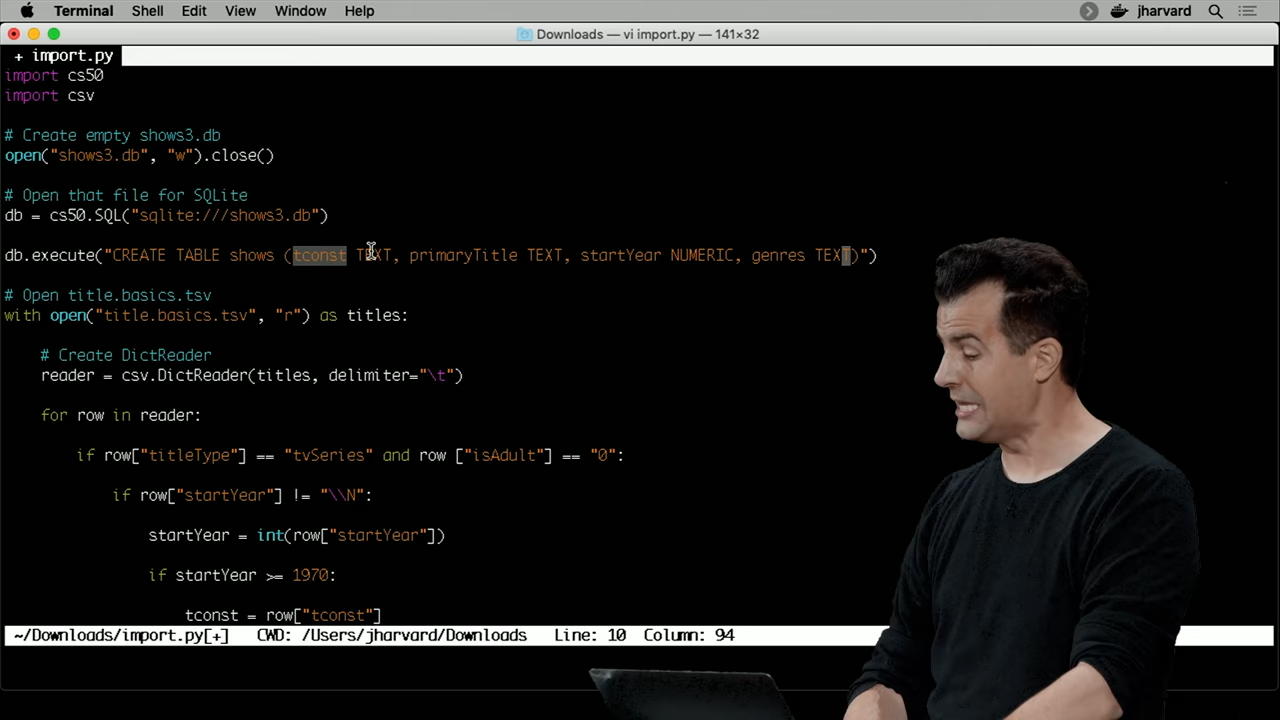 Terminal Shell Edit View Window Help jharvard
Downloads — vi import.py — 141×32
+ import.py
import cs50
import csv
# Create empty shows3.db
open("shows3.db", "w").close()
# Open that file for SQLite
db = cs50.SQL("sqlite:///shows3.db")
db.execute("CREATE TABLE shows (tconst TEXT, primaryTitle TEXT, startYear NUMERIC, genres TEXT)")
# Open title.basics.tsv
with open("title.basics.tsv", "r") as titles:
# Create DictReader
reader = csv.DictReader(titles, delimiter="\t")
for row in reader:
if row["titleType"] == "tvSeries" and row ["isAdult"] == "0":
if row["startYear"] != "\\N":
startYear = int(row["startYear"])
if startYear >= 1970:
tconst = row["tconst"]
~/Downloads/import.py[+] CWD: /Users/jharvard/Downloads Line: 10 Column: 94